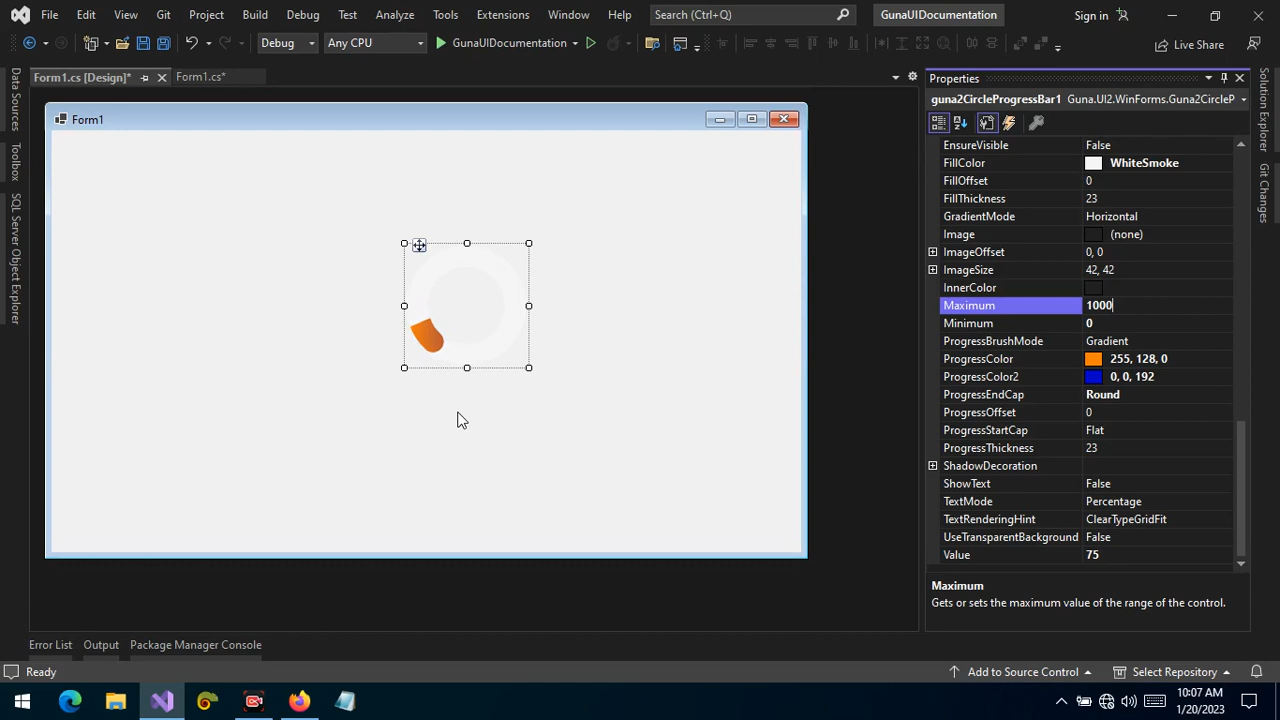 File Edit View Git Project Build Debug Test Analyze Tools Extensions Window Help Search (Ctrl+Q) GunaUIDocumentation Sign in
Debug Any CPU GunaUIDocumentation Live Share
Form1.cs [Design]* Form1.cs*
Data Sources
Toolbox
SQL Server Object Explorer
Form1
Properties
guna2CircleProgressBar1 Guna.UI2.WinForms.Guna2CircleP
EnsureVisible False
FillColor WhiteSmoke
FillOffset 0
FillThickness 23
GradientMode Horizontal
Image (none)
ImageOffset 0, 0
ImageSize 42, 42
InnerColor
Maximum 1000
Minimum 0
ProgressBrushMode Gradient
ProgressColor 255, 128, 0
ProgressColor2 0, 0, 192
ProgressEndCap Round
ProgressOffset 0
ProgressStartCap Flat
ProgressThickness 23
ShadowDecoration
ShowText False
TextMode Percentage
TextRenderingHint ClearTypeGridFit
UseTransparentBackground False
Value 75
Maximum
Gets or sets the maximum value of the range of the control.
Solution Explorer
Git Changes
Error List Output Package Manager Console
Ready Add to Source Control Select Repository
10:07 AM
1/20/2023